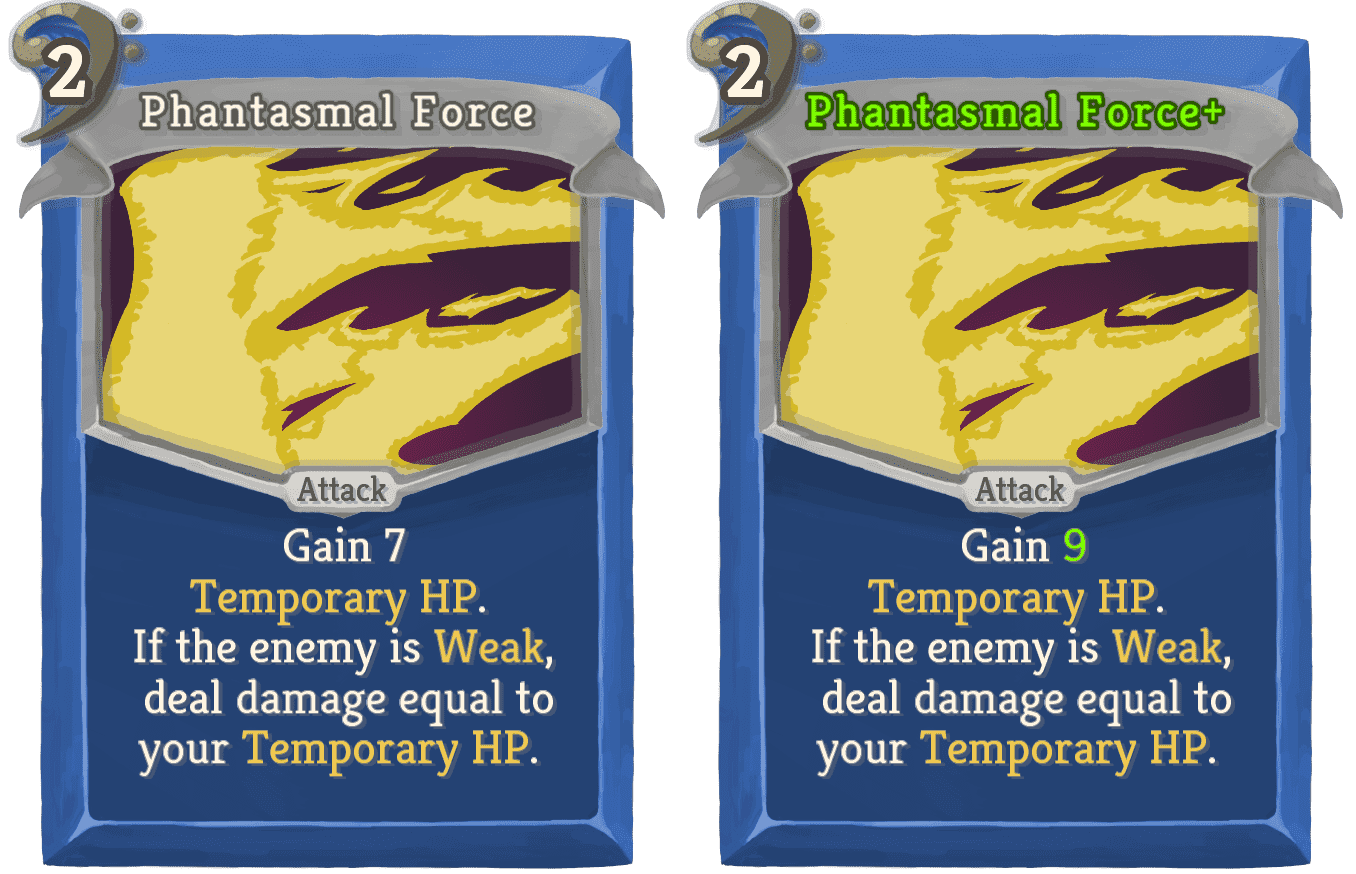 2
Phantasmal Force
Attack
Gain 7
Temporary HP.
If the enemy is Weak,
deal damage equal to
your Temporary HP.
2
Phantasmal Force+
Attack
Gain 9
Temporary HP.
If the enemy is Weak,
deal damage equal to
your Temporary HP.